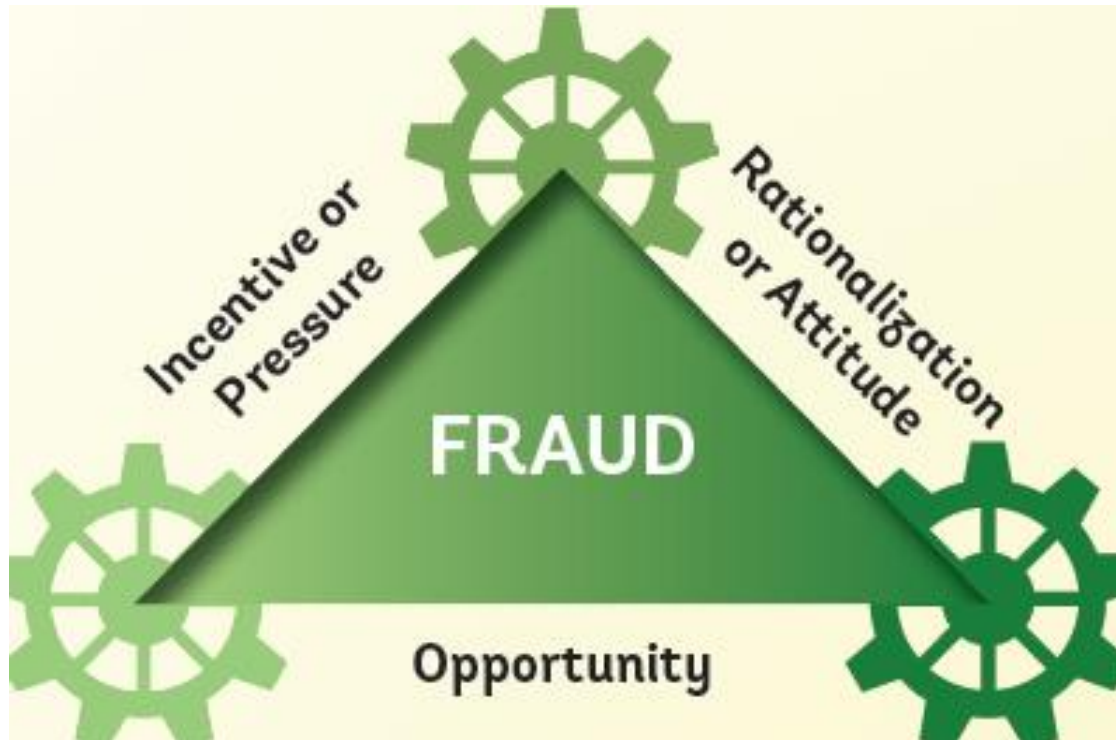 Incentive or
Pressure
Rationalization
or Attitude
FRAUD
Opportunity